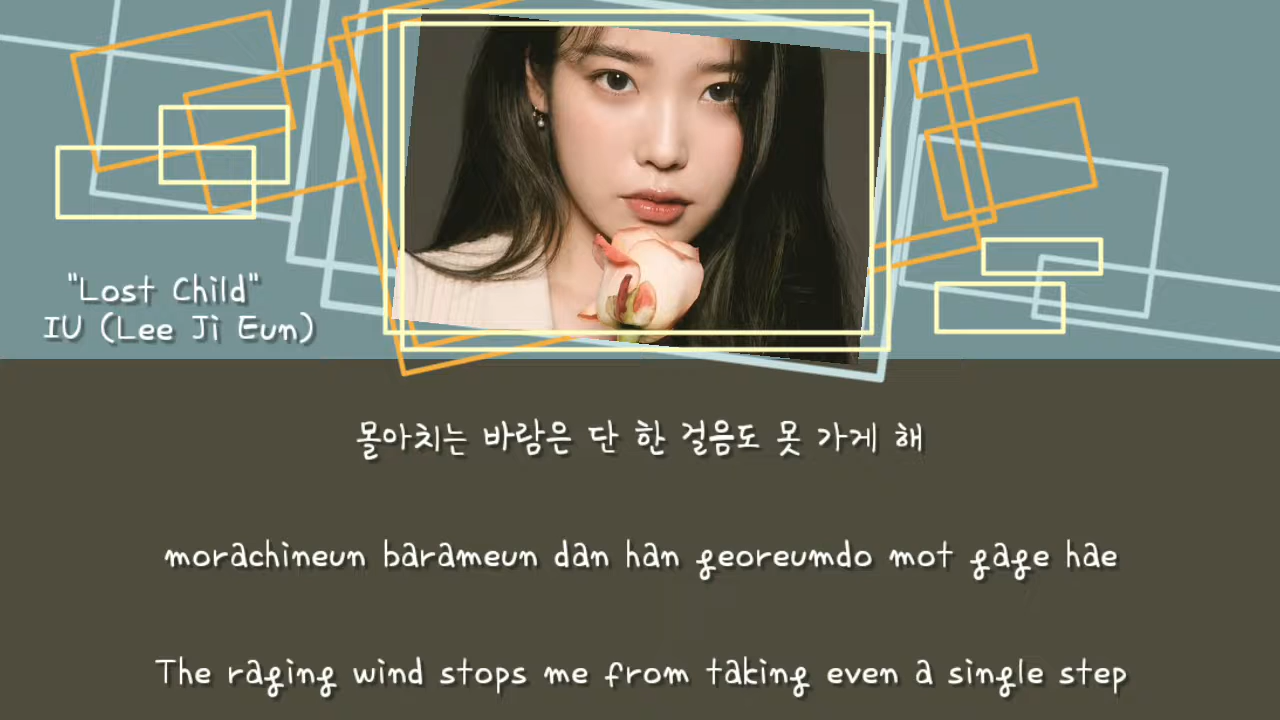 "Lost Child"
IU (Lee Ji Eun)
몰아치는 바람은 단 한 걸음도 못 가게 해
morachineun barameun dan han georeumdo mot gage hae
The raging wind stops me from taking even a single step